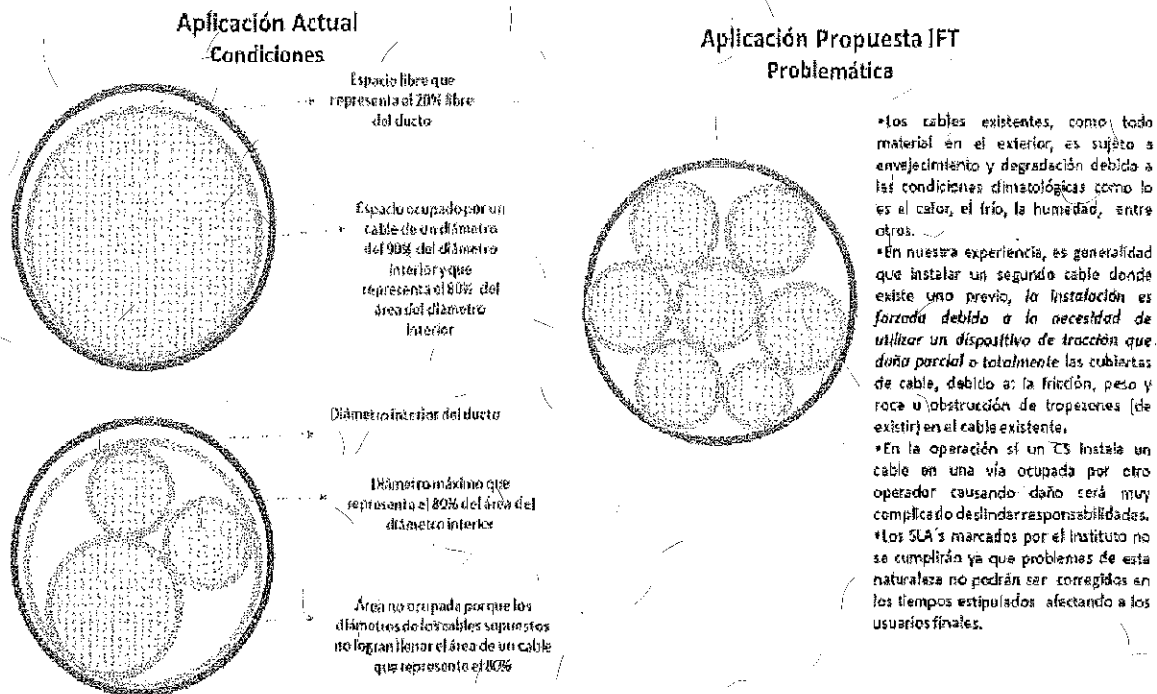 Aplicación Actual
Condiciones
Espacio libre que
representa el 20% libre
del ducto
Espacio ocupado por un
cable de un diámetro
del 90% del diámetro
interior y que
representa el 80% del
área del diámetro
interior
Diámetro interior del ducto
Diámetro máximo que
representa el 80% del área del
diámetro interior
Área no ocupada porque los
diámetros de los cables supuestos
no logran llenar el área de un cable
que represente el 80%
Aplicación Propuesta IFT
Problemática
•Los cables existentes, como todo
material en el exterior, es sujeto a
envejecimiento y degradación debido a
las condiciones climatológicas como lo
es el calor, el frío, la humedad, entre
otros.
•En nuestra experiencia, es generalidad
que instalar un segundo cable donde
existe uno previo, la instalación es
forzada debido a la necesidad de
utilizar un dispositivo de tracción que
daña parcial o totalmente las cubiertas
de cable, debido a: la fricción, peso y
roce u obstrucción de tropezones (de
existir) en el cable existente.
•En la operación si un CS instala un
cable en una vía ocupada por otro
operador causando daño será muy
complicado deslindar responsabilidades.
•Los SLA´s marcados por el Instituto no
se cumplirán ya que problemas de esta
naturaleza no podrán ser corregidos en
los tiempos estipulados afectando a los
usuarios finales.